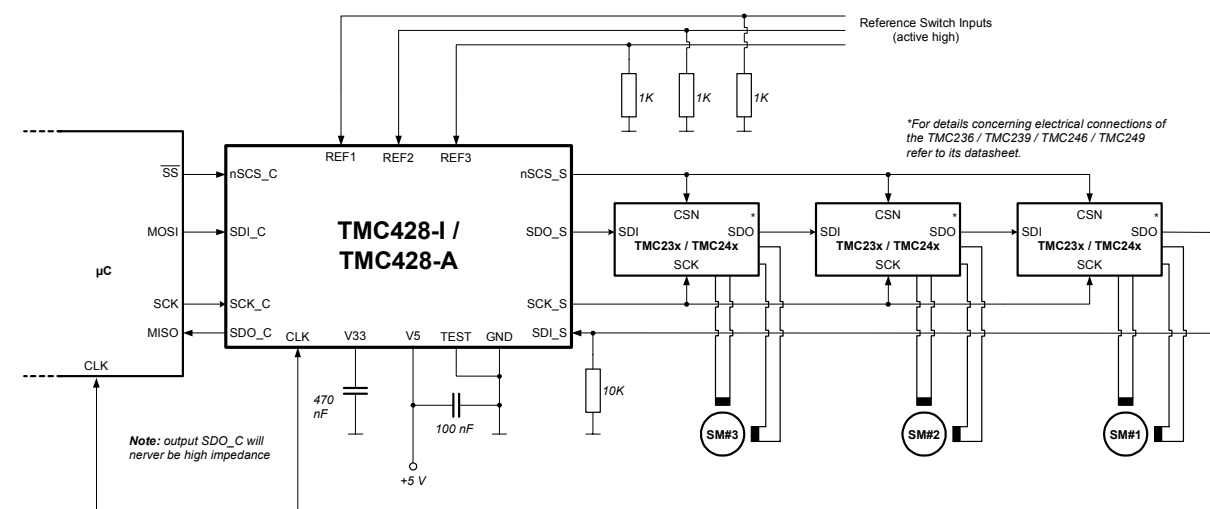 Reference Switch Inputs
(active high)
1K
1K
1K
*For details concerning electrical connections of
the TMC236 / TMC239 / TMC246 / TMC249
refer to its datasheet.
REF1
REF2
REF3
SS
nSCS_C
nSCS_S
CSN
*
CSN
*
CSN
*
MOSI
SDI_C
TMC428-I /
TMC428-A
SDO_S
SDI
SDO
SDI
SDO
SDI
SDO
TMC23x / TMC24x
TMC23x / TMC24x
TMC23x / TMC24x
µC
SCK
SCK
SCK
SCK
SCK_C
SCK_S
MISO
SDO_C
CLK
V33
V5
TEST
GND
SDI_S
CLK
470
nF
100 nF
10K
Note: output SDO_C will
nerver be high impedance
+5 V
SM#3
SM#2
SM#1